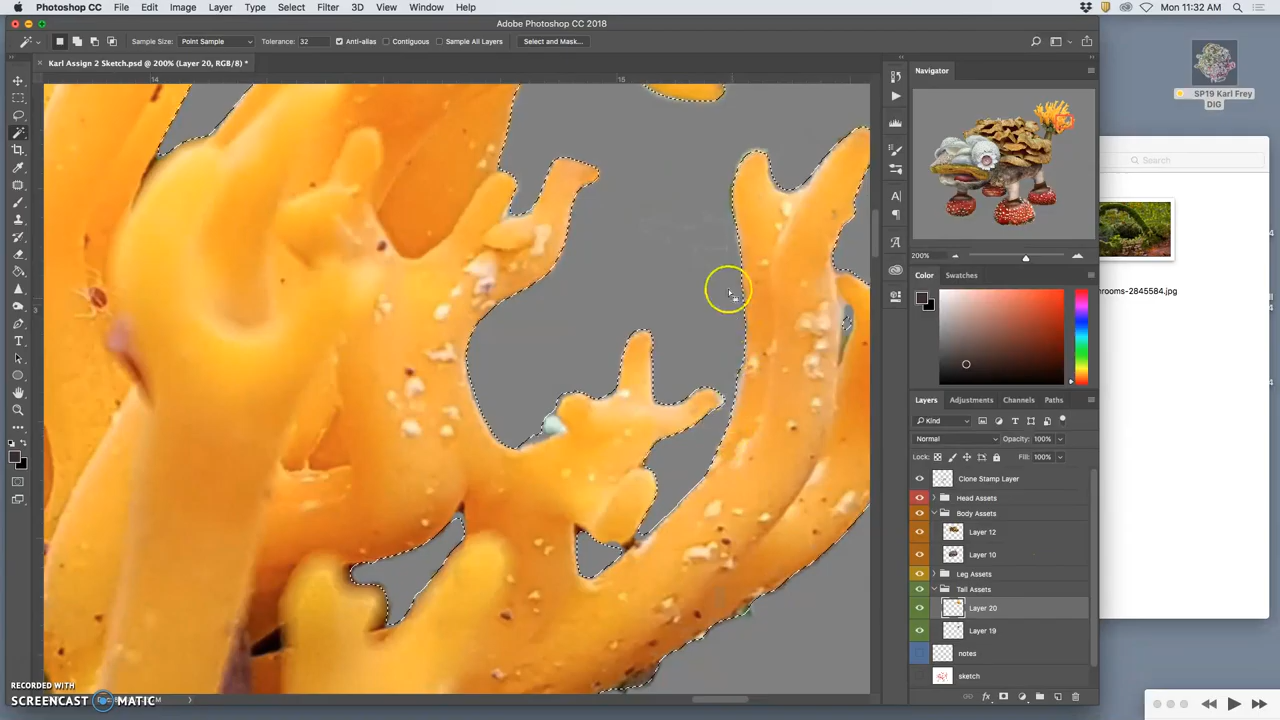 Photoshop CC File Edit Image Layer Type Select Filter 3D View Window Help Mon 11:32 AM
Adobe Photoshop CC 2018
Sample Size: Point Sample Tolerance: 32 Anti-alias Contiguous Sample All Layers Select and Mask...
Karl Assign 2 Sketch.psd @ 200% (Layer 20, RGB/8) *
14 15
3
Navigator
200%
Color Swatches
Layers Adjustments Channels Paths
Kind
Normal Opacity: 100%
Lock: Fill: 100%
Clone Stamp Layer
Head Assets
Body Assets
Layer 12
Layer 10
Leg Assets
Tail Assets
Layer 20
Layer 19
notes
sketch
SP19 Karl Frey
DIG
Search
hrooms-2845584.jpg
RECORDED WITH
SCREENCAST MATIC